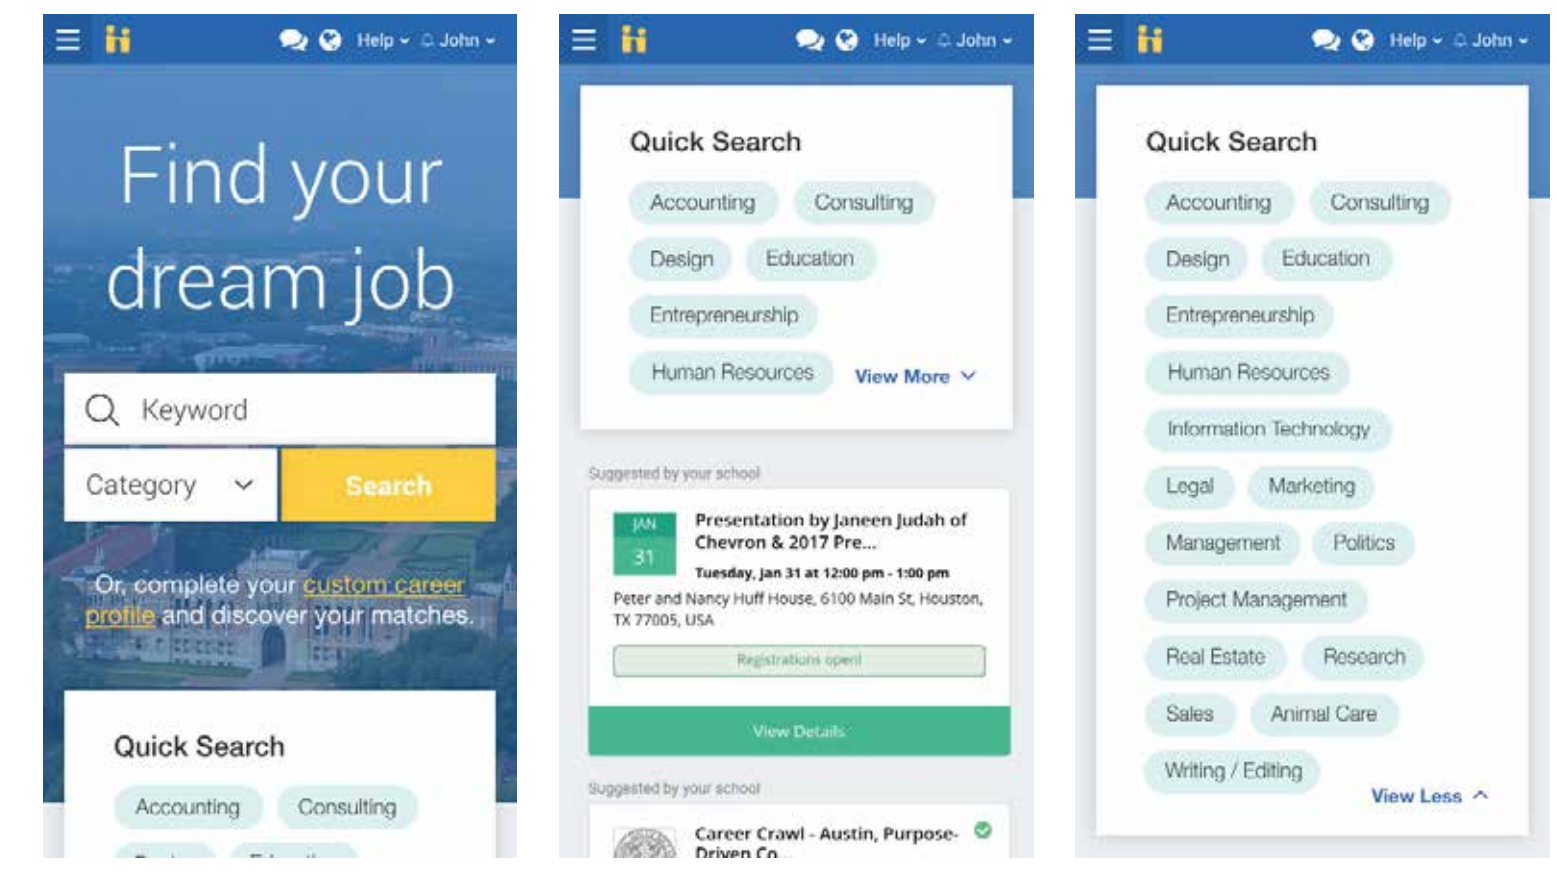 Help John
Find your
dream job
Keyword
Category Search
Or, complete your custom career
profile and discover your matches.
Quick Search
Accounting Consulting
Help John
Quick Search
Accounting Consulting
Design Education
Entrepreneurship
Human Resources View More
Suggested by your school
JAN
31
Presentation by Janeen Judah of
Chevron & 2017 Pre...
Tuesday, Jan 31 at 12:00 pm - 1:00 pm
Peter and Nancy Huff House, 6100 Main St, Houston,
TX 77005, USA
Registrations open!
View Details
Suggested by your school
Career Crawl - Austin, Purpose-
Driven Co...
Help John
Quick Search
Accounting Consulting
Design Education
Entrepreneurship
Human Resources
Information Technology
Legal Marketing
Management Politics
Project Management
Real Estate Research
Sales Animal Care
Writing / Editing
View Less